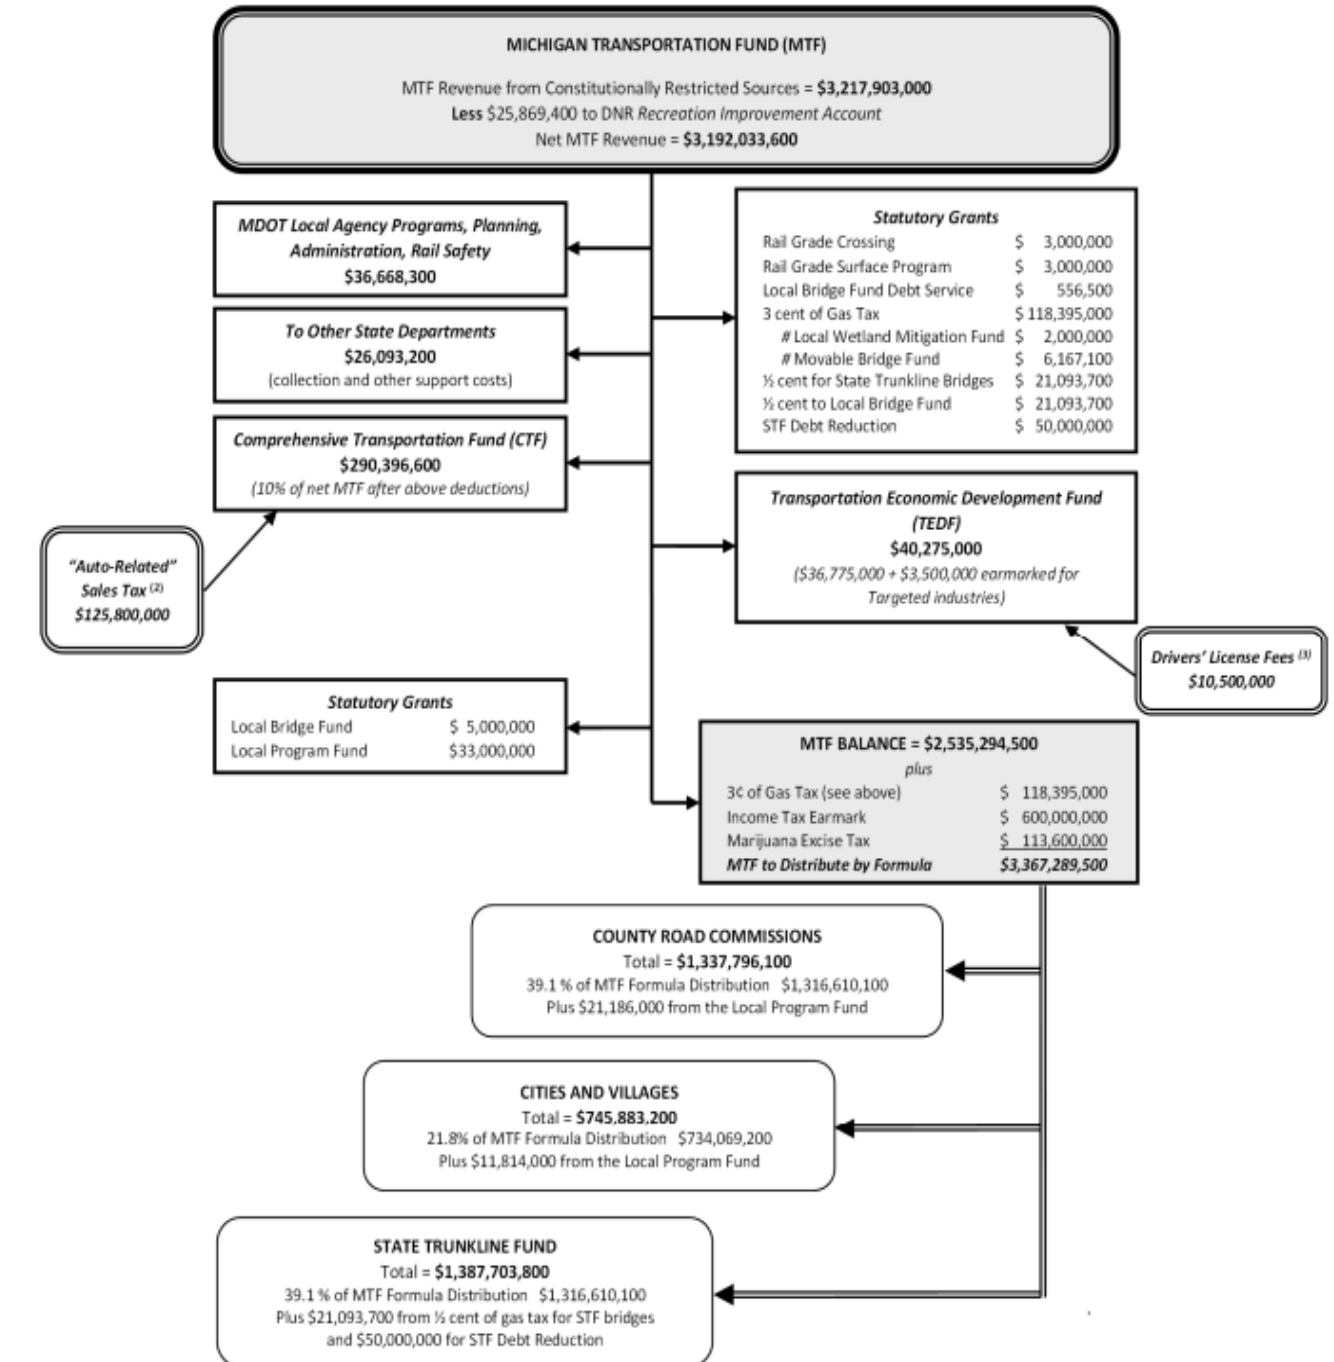 MICHIGAN TRANSPORTATION FUND (MTF)
MTF Revenue from Constitutionally Restricted Sources = $3,217,903,000
Less $25,869,400 to DNR Recreation Improvement Account
Net MTF Revenue = $3,192,033,600
MDOT Local Agency Programs, Planning,
Administration, Rail Safety
$36,668,300
To Other State Departments
$26,093,200
(collection and other support costs)
Comprehensive Transportation Fund (CTF)
$290,396,600
(10% of net MTF after above deductions)
"Auto-Related"
Sales Tax (2)
$125,800,000
Statutory Grants
Rail Grade Crossing $ 3,000,000
Rail Grade Surface Program $ 3,000,000
Local Bridge Fund Debt Service $ 556,500
3 cent of Gas Tax $ 118,395,000
# Local Wetland Mitigation Fund $ 2,000,000
# Movable Bridge Fund $ 6,167,100
½ cent for State Trunkline Bridges $ 21,093,700
½ cent to Local Bridge Fund $ 21,093,700
STF Debt Reduction $ 50,000,000
Transportation Economic Development Fund
(TEDF)
$40,275,000
($36,775,000 + $3,500,000 earmarked for
Targeted industries)
Drivers' License Fees (3)
$10,500,000
Statutory Grants
Local Bridge Fund $ 5,000,000
Local Program Fund $33,000,000
MTF BALANCE = $2,535,294,500
plus
3¢ of Gas Tax (see above) $ 118,395,000
Income Tax Earmark $ 600,000,000
Marijuana Excise Tax $ 113,600,000
MTF to Distribute by Formula $3,367,289,500
COUNTY ROAD COMMISSIONS
Total = $1,337,796,100
39.1 % of MTF Formula Distribution $1,316,610,100
Plus $21,186,000 from the Local Program Fund
CITIES AND VILLAGES
Total = $745,883,200
21.8% of MTF Formula Distribution $734,069,200
Plus $11,814,000 from the Local Program Fund
STATE TRUNKLINE FUND
Total = $1,387,703,800
39.1 % of MTF Formula Distribution $1,316,610,100
Plus $21,093,700 from ½ cent of gas tax for STF bridges
and $50,000,000 for STF Debt Reduction